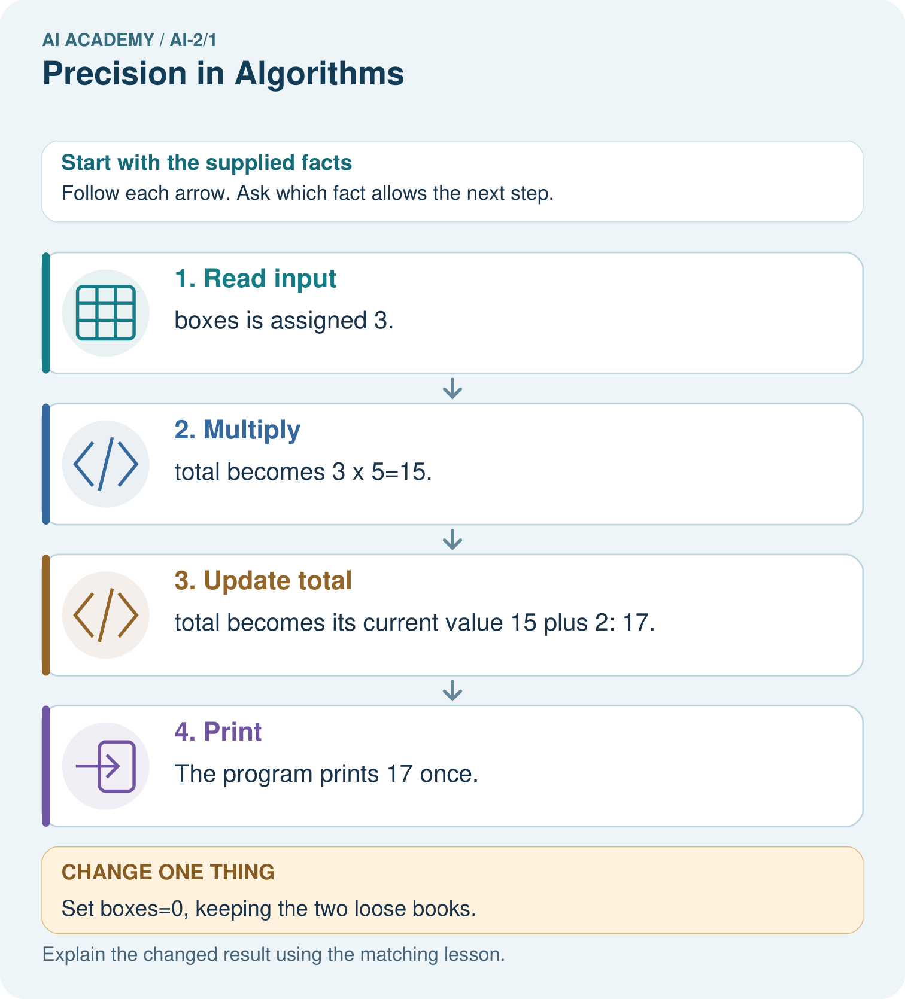 AI ACADEMY / AI-2/1
Precision in Algorithms
Start with the supplied facts
Follow each arrow. Ask which fact allows the next step.
1. Read input
boxes is assigned 3.
2. Multiply
total becomes 3 x 5=15.
3. Update total
total becomes its current value 15 plus 2: 17.
4. Print
The program prints 17 once.
CHANGE ONE THING
Set boxes=0, keeping the two loose books.
Explain the changed result using the matching lesson.